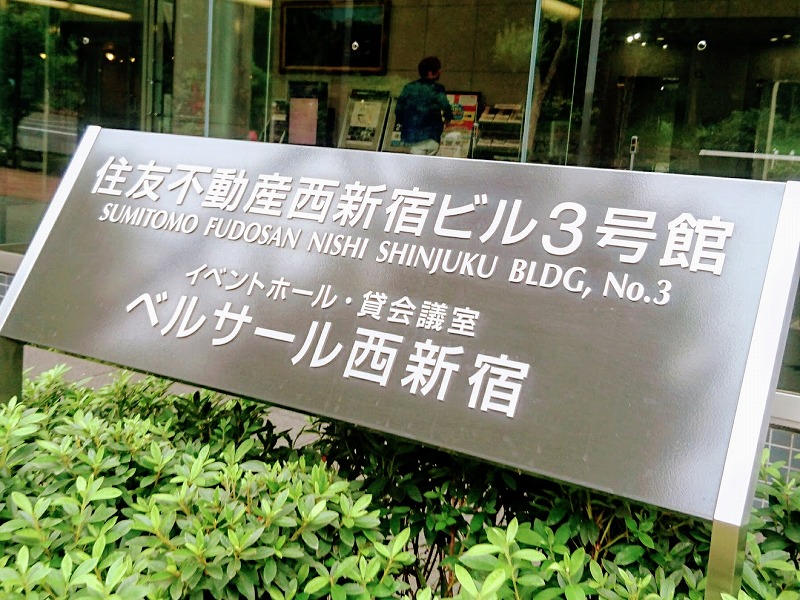 住友不動産西新宿ビル3号館
SUMITOMO FUDOSAN NISHI SHINJUKU BLDG, No.3
イベントホール・貸会議室
ベルサール西新宿